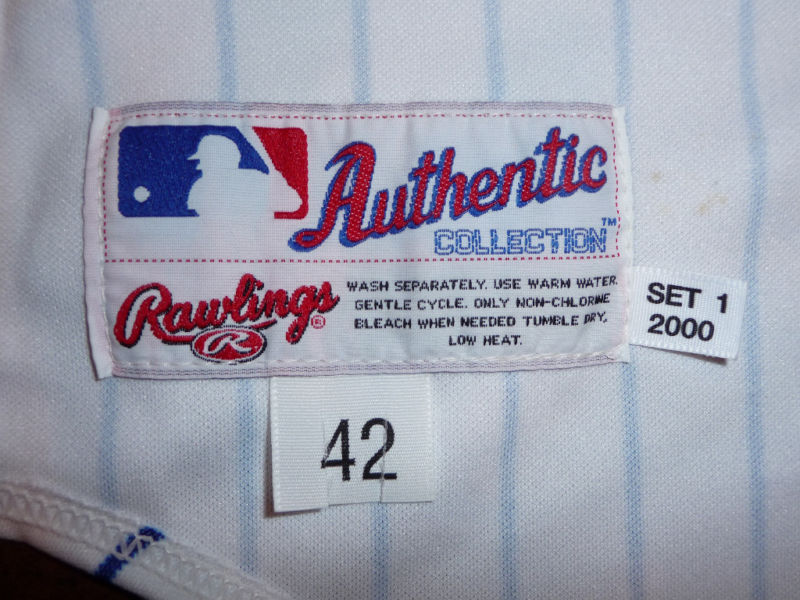 Authentic
COLLECTION™
Rawlings®
R
WASH SEPARATELY. USE WARM WATER.
GENTLE CYCLE. ONLY NON-CHLORINE
BLEACH WHEN NEEDED TUMBLE DRY,
LOW HEAT.
SET 1
2000
42